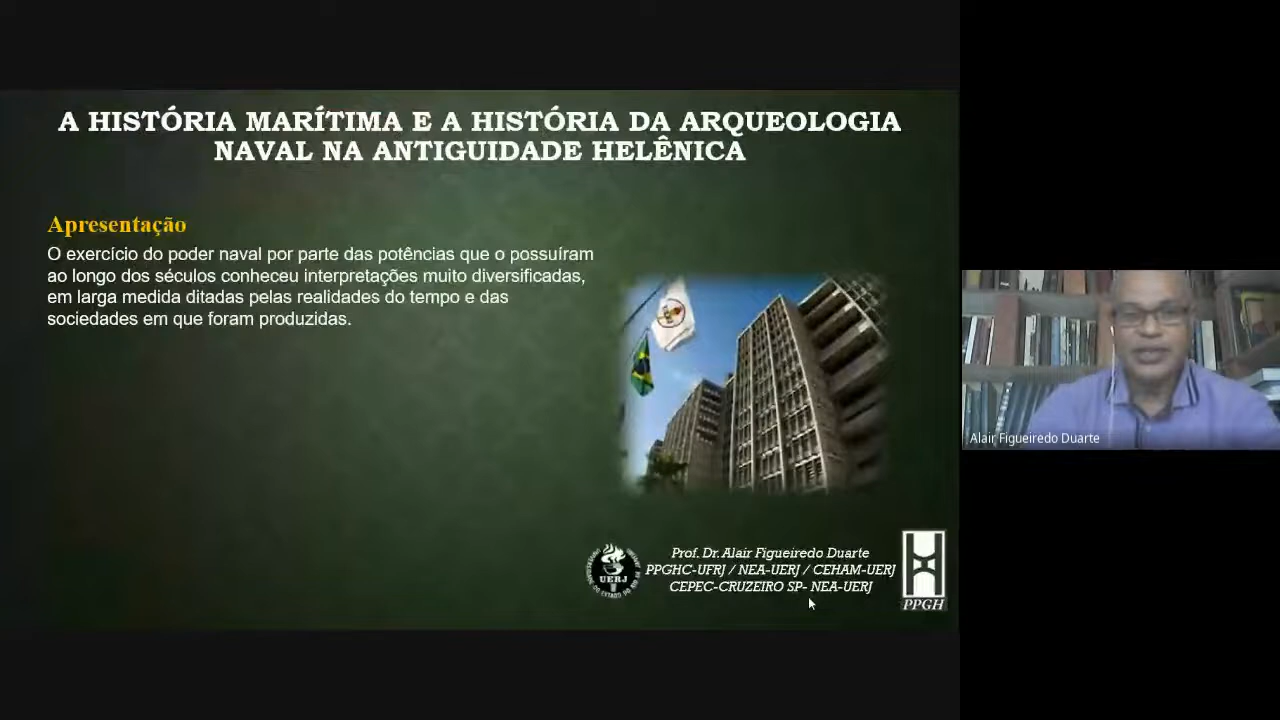 A HISTÓRIA MARÍTIMA E A HISTÓRIA DA ARQUEOLOGIA
NAVAL NA ANTIGUIDADE HELÊNICA
Apresentação
O exercício do poder naval por parte das potências que o possuíram
ao longo dos séculos conheceu interpretações muito diversificadas,
em larga medida ditadas pelas realidades do tempo e das
sociedades em que foram produzidas.
Alair Figueiredo Duarte
Prof. Dr. Alair Figueiredo Duarte
PPGHC-UFRJ / NEA-UERJ / CEHAM-UERJ
CEPEC-CRUZEIRO SP- NEA-UERJ
UERJ
PPGH